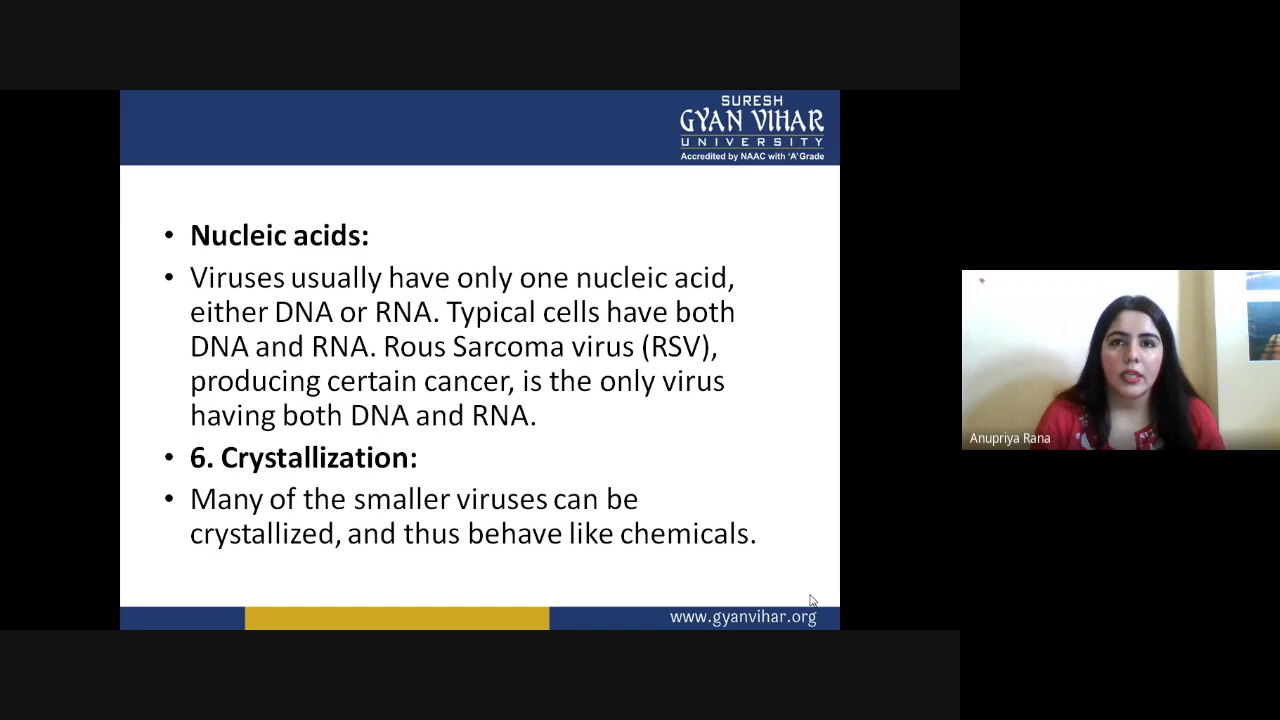 SURESH
GYAN VIHAR
UNIVERSITY
Accredited by NAAC with 'A' Grade
• Nucleic acids:
• Viruses usually have only one nucleic acid,
either DNA or RNA. Typical cells have both
DNA and RNA. Rous Sarcoma virus (RSV),
producing certain cancer, is the only virus
having both DNA and RNA.
• 6. Crystallization:
• Many of the smaller viruses can be
crystallized, and thus behave like chemicals.
www.gyanvihar.org
Anupriya Rana